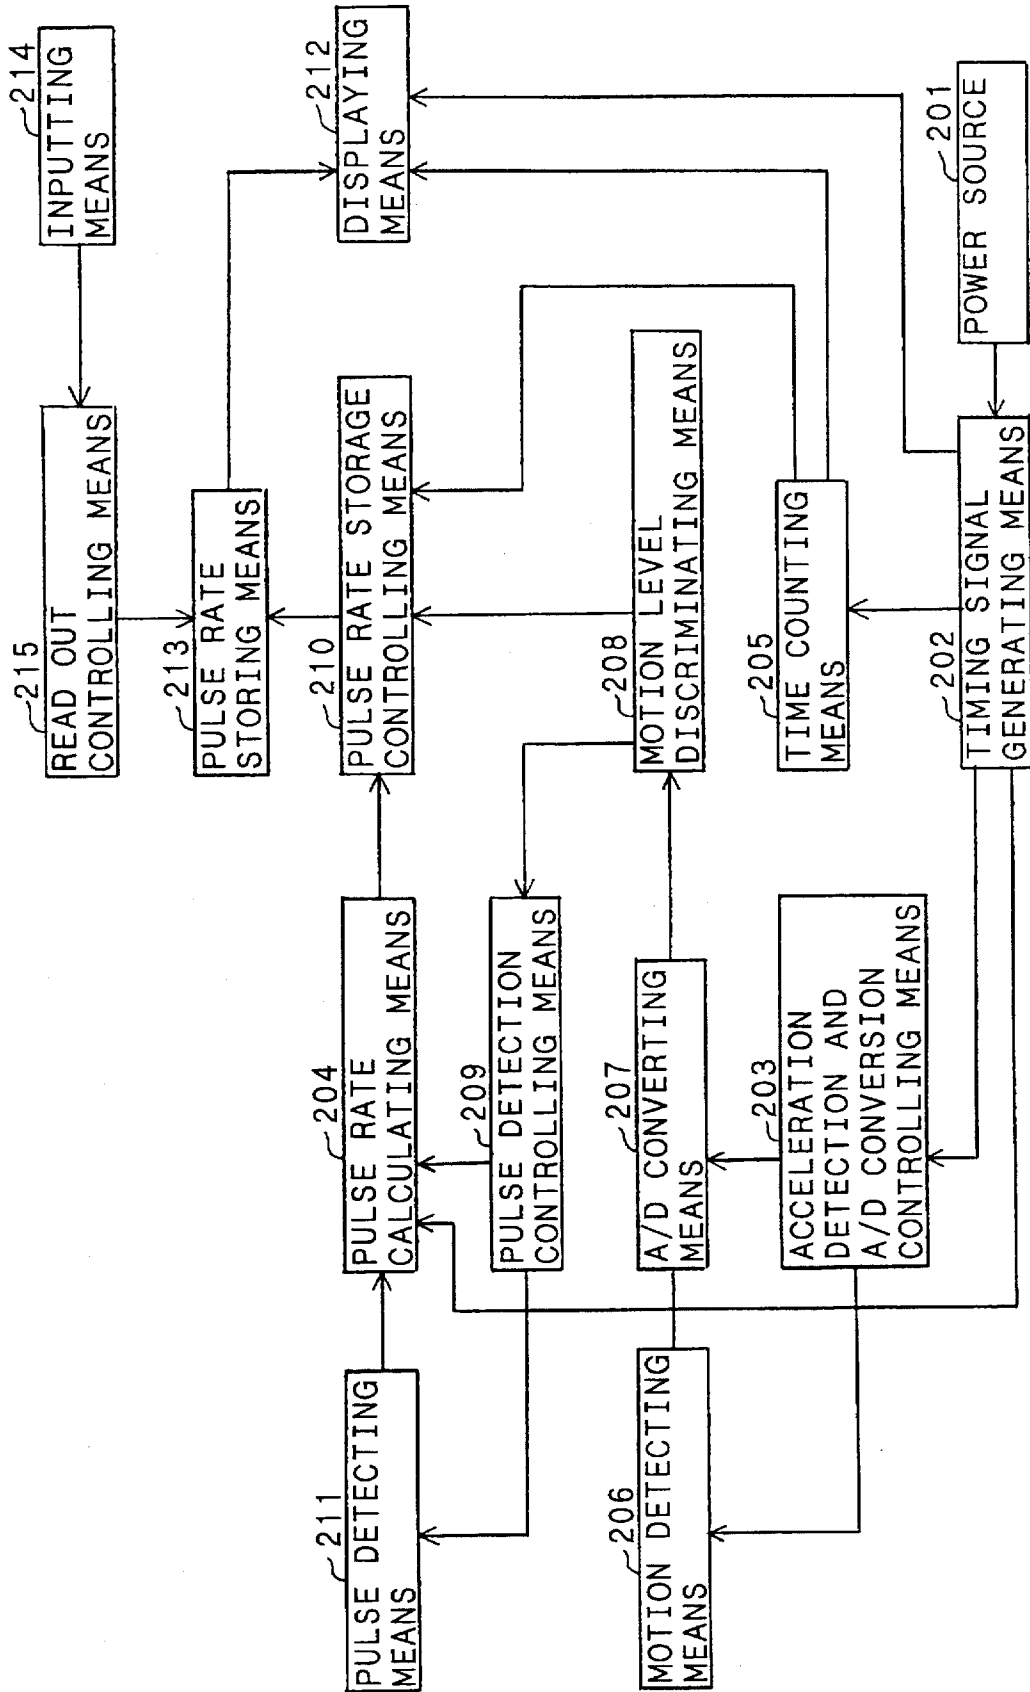 214
INPUTTING
MEANS
215
READ OUT
CONTROLLING MEANS
213
PULSE RATE
STORING MEANS
212
DISPLAYING
MEANS
211
PULSE DETECTING
MEANS
204
PULSE RATE
CALCULATING MEANS
210
PULSE RATE STORAGE
CONTROLLING MEANS
209
PULSE DETECTION
CONTROLLING MEANS
206
MOTION DETECTING
MEANS
207
A/D CONVERTING
MEANS
208
MOTION LEVEL
DISCRIMINATING MEANS
203
ACCELERATION
DETECTION AND
A/D CONVERSION
CONTROLLING MEANS
205
TIME COUNTING
MEANS
202
TIMING SIGNAL
GENERATING MEANS
201
POWER SOURCE